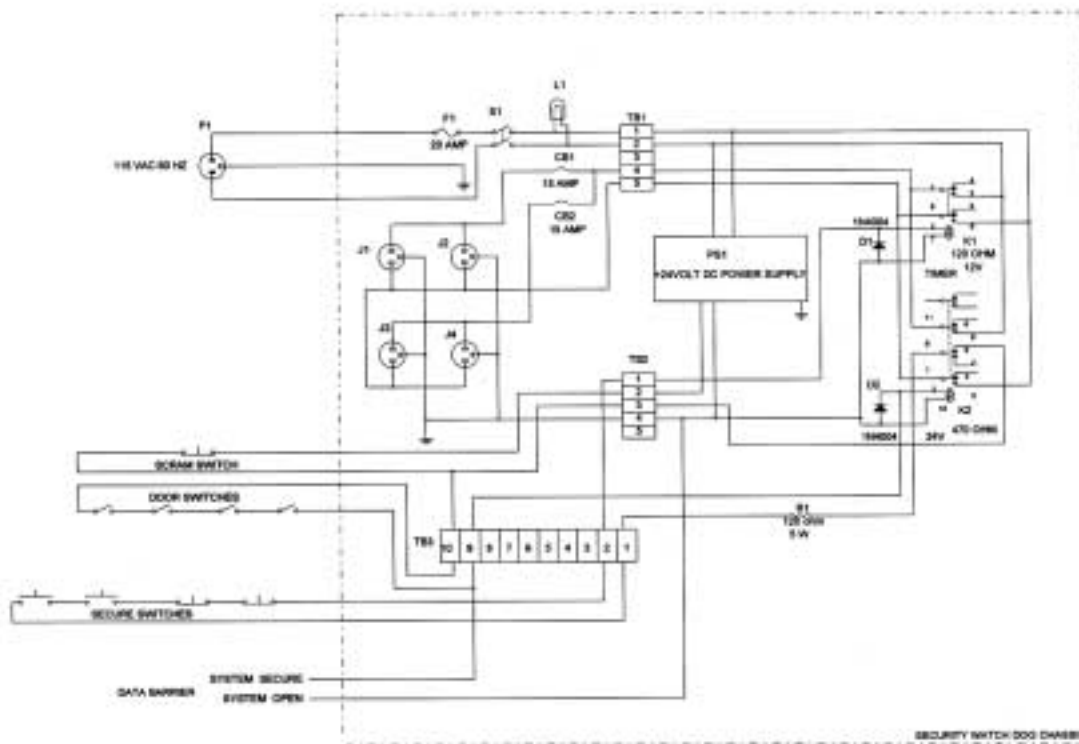 L1
F1
S1
TB1
P1
20 AMP
1
2
3
4
5
115 VAC 60 HZ
CB1
15 AMP
CB2
15 AMP
1N4004
D1
K1
120 OHM
12V
TIMER
J1
J2
PS1
+24VOLT DC POWER SUPPLY
J3
J4
TB2
1
2
3
4
5
D2
K2
1N4004
24V
470 OHM
SCRAM SWITCH
DOOR SWITCHES
R1
120 OHM
5 W
TB3
10 9 8 7 6 5 4 3 2 1
SECURE SWITCHES
SYSTEM SECURE
DATA BARRIER
SYSTEM OPEN
SECURITY WATCH DOG CHASSI